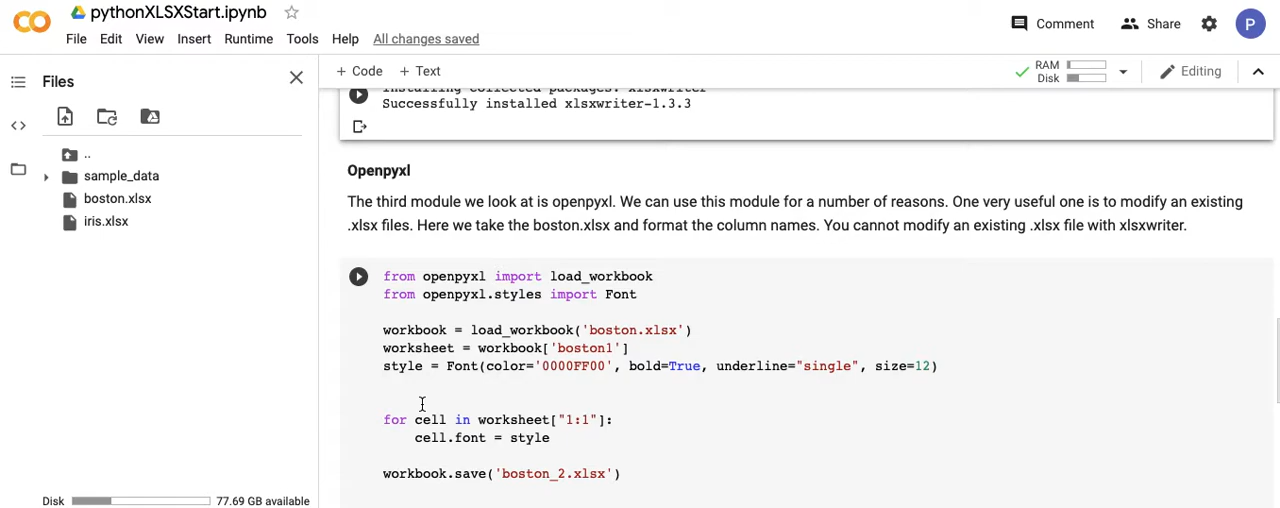 pythonXLSXStart.ipynb
Comment
Share
P
File Edit View Insert Runtime Tools Help All changes saved
Files
+ Code + Text
RAM
Disk
Editing
Installing collected packages: xlsxwriter
Successfully installed xlsxwriter-1.3.3
..
sample_data
boston.xlsx
iris.xlsx
Openpyxl
The third module we look at is openpyxl. We can use this module for a number of reasons. One very useful one is to modify an existing
.xlsx files. Here we take the boston.xlsx and format the column names. You cannot modify an existing .xlsx file with xlsxwriter.
from openpyxl import load_workbook
from openpyxl.styles import Font
workbook = load_workbook('boston.xlsx')
worksheet = workbook['boston1']
style = Font(color='0000FF00', bold=True, underline="single", size=12)
for cell in worksheet["1:1"]:
cell.font = style
workbook.save('boston_2.xlsx')
Disk 77.69 GB available